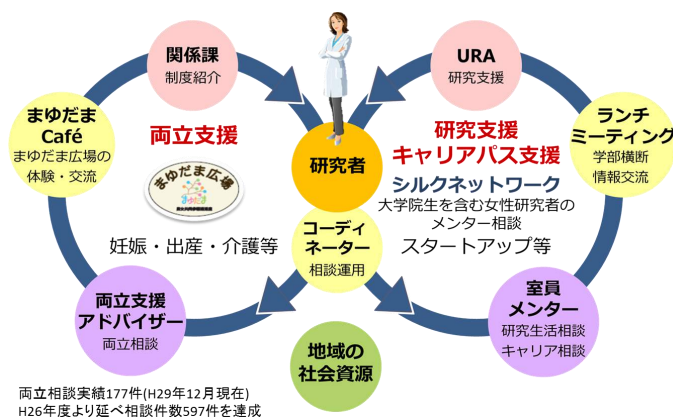 関係課
制度紹介
URA
研究支援
まゆだま
Café
まゆだま広場の
体験・交流
両立支援
まゆだま広場
まゆだま
研究者
研究支援
キャリアパス支援
シルクネットワーク
大学院生を含む女性研究者の
メンター相談
スタートアップ等
ランチ
ミーティング
学部横断
情報交流
妊娠・出産・介護等
コーディ
ネーター
相談運用
両立支援
アドバイザー
両立相談
室員
メンター
研究生活相談
キャリア相談
地域の
社会資源
両立相談実績177件(H29年12月現在)
H26年度より延べ相談件数597件を達成